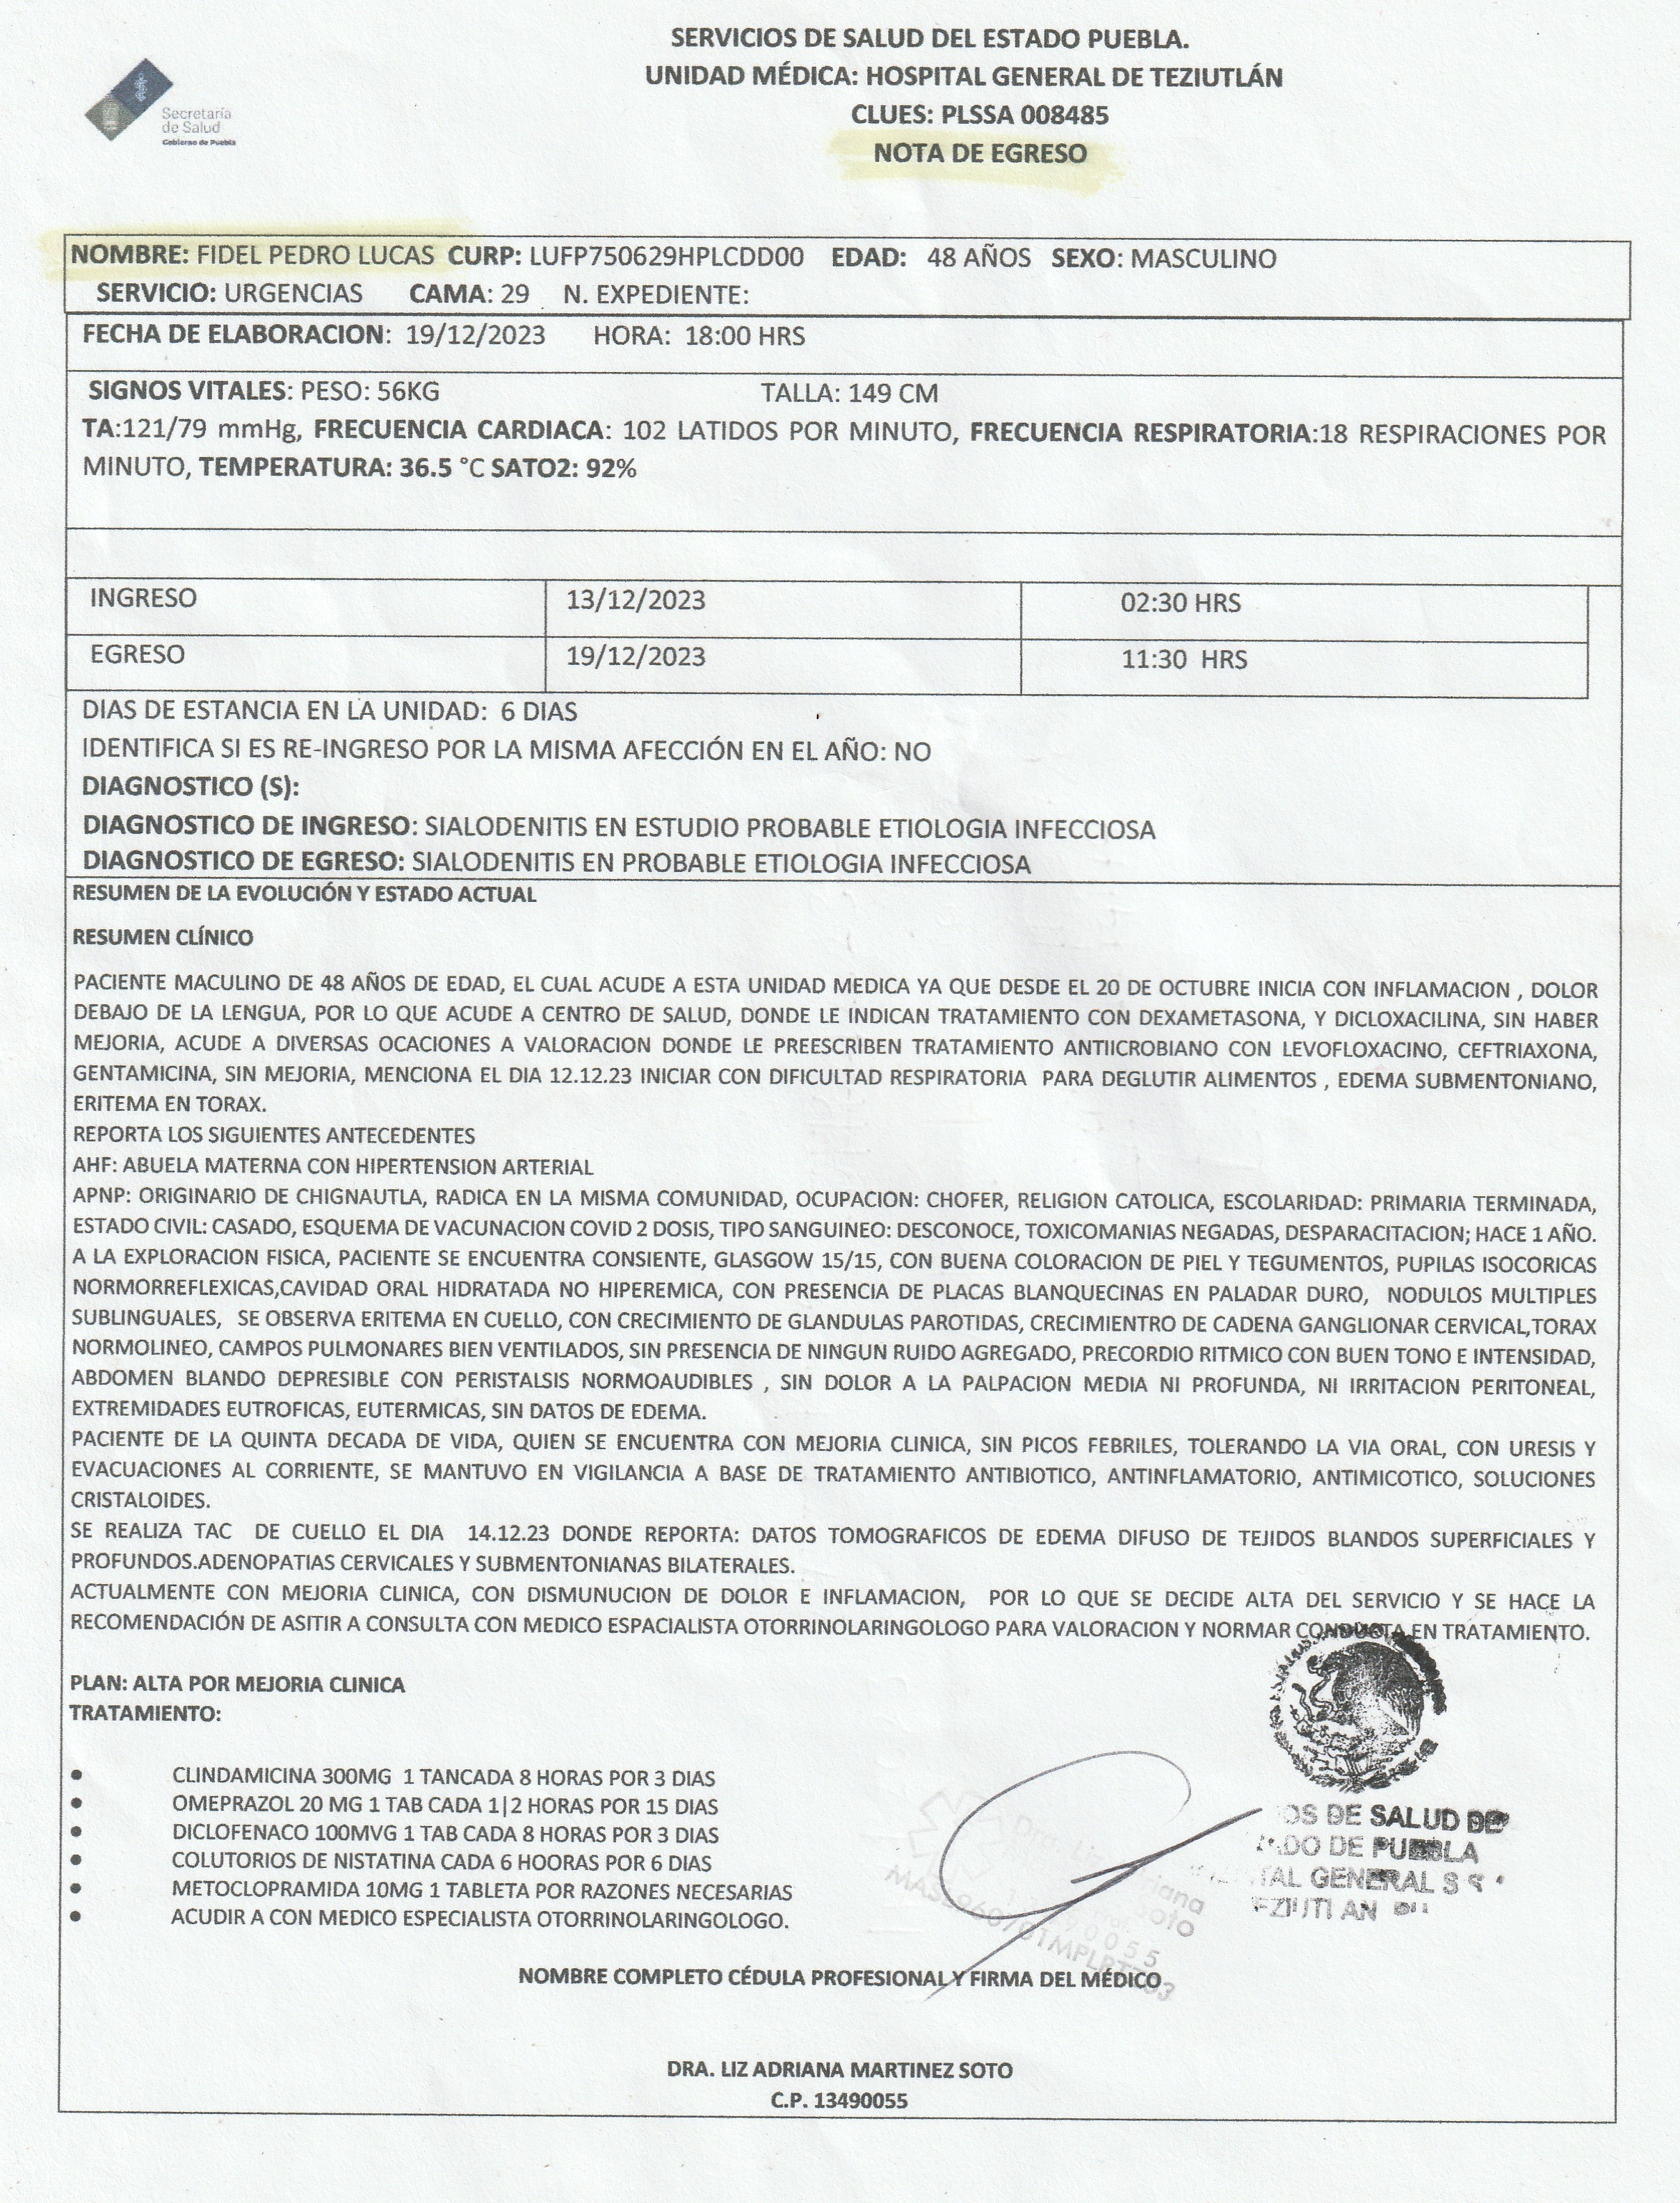 SERVICIOS DE SALUD DEL ESTADO PUEBLA.
UNIDAD MÉDICA: HOSPITAL GENERAL DE TEZIUTLÁN
CLUES: PLSSA 008485
NOTA DE EGRESO
Secretaría
de Salud
Gobierno de Puebla
NOMBRE: FIDEL PEDRO LUCAS CURP: LUFP750629HPLCDD00 EDAD: 48 AÑOS SEXO: MASCULINO
SERVICIO: URGENCIAS CAMA: 29 N. EXPEDIENTE:
FECHA DE ELABORACION: 19/12/2023 HORA: 18:00 HRS
SIGNOS VITALES: PESO: 56KG TALLA: 149 CM
TA:121/79 mmHg, FRECUENCIA CARDIACA: 102 LATIDOS POR MINUTO, FRECUENCIA RESPIRATORIA:18 RESPIRACIONES POR
MINUTO, TEMPERATURA: 36.5 °C SATO2: 92%
INGRESO 13/12/2023 02:30 HRS
EGRESO 19/12/2023 11:30 HRS
DIAS DE ESTANCIA EN LA UNIDAD: 6 DIAS
IDENTIFICA SI ES RE-INGRESO POR LA MISMA AFECCIÓN EN EL AÑO: NO
DIAGNOSTICO (S):
DIAGNOSTICO DE INGRESO: SIALODENITIS EN ESTUDIO PROBABLE ETIOLOGIA INFECCIOSA
DIAGNOSTICO DE EGRESO: SIALODENITIS EN PROBABLE ETIOLOGIA INFECCIOSA
RESUMEN DE LA EVOLUCIÓN Y ESTADO ACTUAL
RESUMEN CLÍNICO
PACIENTE MACULINO DE 48 AÑOS DE EDAD, EL CUAL ACUDE A ESTA UNIDAD MEDICA YA QUE DESDE EL 20 DE OCTUBRE INICIA CON INFLAMACION , DOLOR
DEBAJO DE LA LENGUA, POR LO QUE ACUDE A CENTRO DE SALUD, DONDE LE INDICAN TRATAMIENTO CON DEXAMETASONA, Y DICLOXACILINA, SIN HABER
MEJORIA, ACUDE A DIVERSAS OCACIONES A VALORACION DONDE LE PREESCRIBEN TRATAMIENTO ANTIICROBIANO CON LEVOFLOXACINO, CEFTRIAXONA,
GENTAMICINA, SIN MEJORIA, MENCIONA EL DIA 12.12.23 INICIAR CON DIFICULTAD RESPIRATORIA PARA DEGLUTIR ALIMENTOS , EDEMA SUBMENTONIANO,
ERITEMA EN TORAX.
REPORTA LOS SIGUIENTES ANTECEDENTES
AHF: ABUELA MATERNA CON HIPERTENSION ARTERIAL
APNP: ORIGINARIO DE CHIGNAUTLA, RADICA EN LA MISMA COMUNIDAD, OCUPACION: CHOFER, RELIGION CATOLICA, ESCOLARIDAD: PRIMARIA TERMINADA,
ESTADO CIVIL: CASADO, ESQUEMA DE VACUNACION COVID 2 DOSIS, TIPO SANGUINEO: DESCONOCE, TOXICOMANIAS NEGADAS, DESPARACITACION; HACE 1 AÑO.
A LA EXPLORACION FISICA, PACIENTE SE ENCUENTRA CONSIENTE, GLASGOW 15/15, CON BUENA COLORACION DE PIEL Y TEGUMENTOS, PUPILAS ISOCORICAS
NORMORREFLEXICAS,CAVIDAD ORAL HIDRATADA NO HIPEREMICA, CON PRESENCIA DE PLACAS BLANQUECINAS EN PALADAR DURO, NODULOS MULTIPLES
SUBLINGUALES, SE OBSERVA ERITEMA EN CUELLO, CON CRECIMIENTO DE GLANDULAS PAROTIDAS, CRECIMIENTRO DE CADENA GANGLIONAR CERVICAL,TORAX
NORMOLINEO, CAMPOS PULMONARES BIEN VENTILADOS, SIN PRESENCIA DE NINGUN RUIDO AGREGADO, PRECORDIO RITMICO CON BUEN TONO E INTENSIDAD,
ABDOMEN BLANDO DEPRESIBLE CON PERISTALSIS NORMOAUDIBLES , SIN DOLOR A LA PALPACION MEDIA NI PROFUNDA, NI IRRITACION PERITONEAL,
EXTREMIDADES EUTROFICAS, EUTERMICAS, SIN DATOS DE EDEMA.
PACIENTE DE LA QUINTA DECADA DE VIDA, QUIEN SE ENCUENTRA CON MEJORIA CLINICA, SIN PICOS FEBRILES, TOLERANDO LA VIA ORAL, CON URESIS Y
EVACUACIONES AL CORRIENTE, SE MANTUVO EN VIGILANCIA A BASE DE TRATAMIENTO ANTIBIOTICO, ANTINFLAMATORIO, ANTIMICOTICO, SOLUCIONES
CRISTALOIDES.
SE REALIZA TAC DE CUELLO EL DIA 14.12.23 DONDE REPORTA: DATOS TOMOGRAFICOS DE EDEMA DIFUSO DE TEJIDOS BLANDOS SUPERFICIALES Y
PROFUNDOS.ADENOPATIAS CERVICALES Y SUBMENTONIANAS BILATERALES.
ACTUALMENTE CON MEJORIA CLINICA, CON DISMUNUCION DE DOLOR E INFLAMACION, POR LO QUE SE DECIDE ALTA DEL SERVICIO Y SE HACE LA
RECOMENDACIÓN DE ASITIR A CONSULTA CON MEDICO ESPACIALISTA OTORRINOLARINGOLOGO PARA VALORACION Y NORMAR CONDUCTA EN TRATAMIENTO.
PLAN: ALTA POR MEJORIA CLINICA
TRATAMIENTO:
• CLINDAMICINA 300MG 1 TANCADA 8 HORAS POR 3 DIAS
• OMEPRAZOL 20 MG 1 TAB CADA 1|2 HORAS POR 15 DIAS
• DICLOFENACO 100MVG 1 TAB CADA 8 HORAS POR 3 DIAS
• COLUTORIOS DE NISTATINA CADA 6 HOORAS POR 6 DIAS
• METOCLOPRAMIDA 10MG 1 TABLETA POR RAZONES NECESARIAS
• ACUDIR A CON MEDICO ESPECIALISTA OTORRINOLARINGOLOGO.
DE SALUD DE
DE PUEBLA
GENERAL
NOMBRE COMPLETO CÉDULA PROFESIONAL Y FIRMA DEL MÉDICO
DRA. LIZ ADRIANA MARTINEZ SOTO
C.P. 13490055